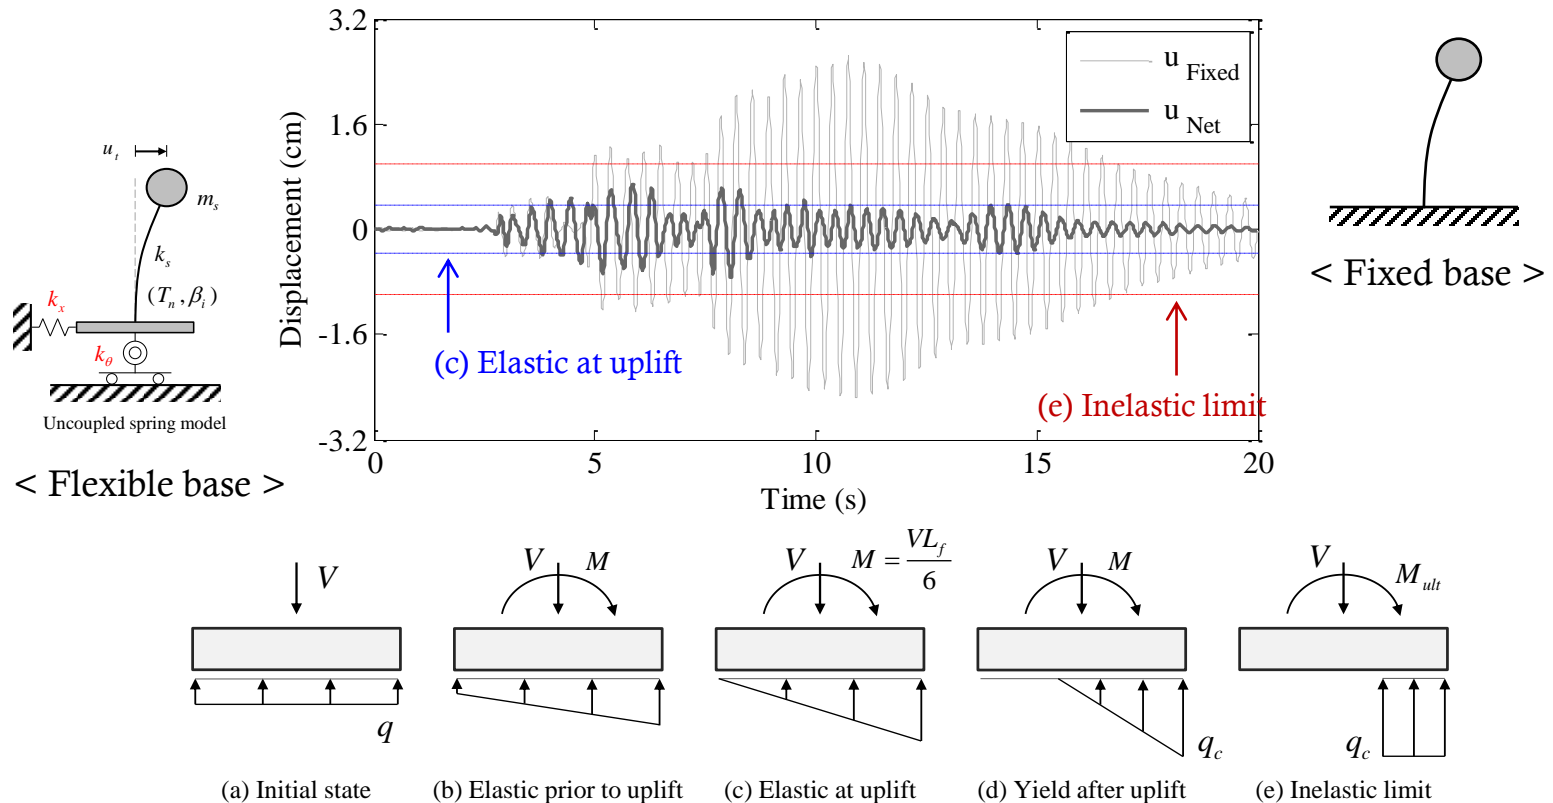 3.2
1.6
0
-1.6
-3.2
Displacement (cm)
u Fixed
u Net
(c) Elastic at uplift
(e) Inelastic limit
0 5 10 15 20
Time (s)
u_t
m_s
k_s
(T_n, β_i)
k_x
k_θ
Uncoupled spring model
< Flexible base >
< Fixed base >
V
q
(a) Initial state
V M
(b) Elastic prior to uplift
V M = VL_f / 6
(c) Elastic at uplift
V M
q_c
(d) Yield after uplift
V
M_ult
q_c
(e) Inelastic limit